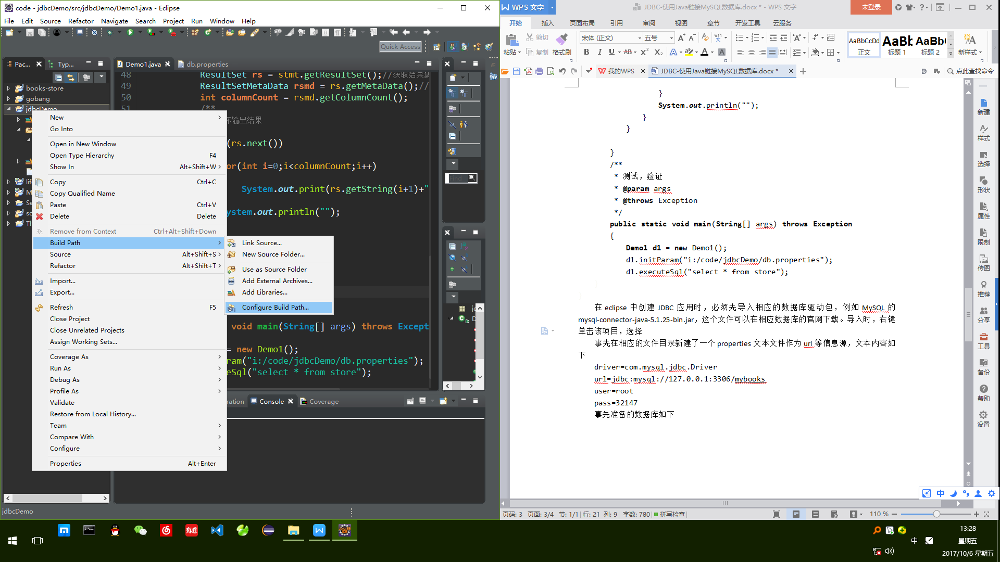 code - jdbcDemo/src/jdbcDemo/Demo1.java - Eclipse
File Edit Source Refactor Navigate Search Project Run Window Help
Quick Access
Pac... Typ...
books-store
gobang
jdbcDemo
Demo1.java db.properties
48 ResultSet rs = stmt.getResultSet();//获取结果集
49 ResultSetMetaData rsmd = rs.getMetaData();//
50 int columnCount = rsmd.getColumnCount();
51 /**
环输出结果
(rs.next())
or(int i=0;i<columnCount;i++)
System.out.print(rs.getString(i+1)+"
ystem.out.println("");
void main(String[] args) throws Except
= new Demo1();
ram("i:/code/jdbcDemo/db.properties");
eSql("select * from store");
New
Go Into
Open in New Window
Open Type Hierarchy F4
Show In Alt+Shift+W
Copy Ctrl+C
Copy Qualified Name
Paste Ctrl+V
Delete Delete
Remove from Context Ctrl+Alt+Shift+Down
Build Path
Source Alt+Shift+S
Refactor Alt+Shift+T
Import...
Export...
Refresh F5
Close Project
Close Unrelated Projects
Assign Working Sets...
Coverage As
Run As
Debug As
Profile As
Validate
Restore from Local History...
Team
Compare With
Configure
Properties Alt+Enter
Link Source...
New Source Folder...
Use as Source Folder
Add External Archives...
Add Libraries...
Configure Build Path...
Find
ration Console Coverage
jdbcDemo
WPS 文字
JDBC-使用Java链接MySQL数据库.docx * - WPS 文字
未登录
开始 插入 页面布局 引用 审阅 视图 章节 开发工具 云服务
粘贴 剪切 复制 格式刷
宋体 (正文) 五号
AaBbCcDd 正文
AaBb 标题 1
AaBb 标题 2
新样式
我的WPS
JDBC-使用Java链接MySQL数据库.docx *
点此查找命令
}
System.out.println("");
}
}
}
/**
* 测试，验证
* @param args
* @throws Exception
*/
public static void main(String[] args) throws Exception
{
Demo1 d1 = new Demo1();
d1.initParam("i:/code/jdbcDemo/db.properties");
d1.executeSql("select * from store");
在 eclipse 中创建 JDBC 应用时，必须先导入相应的数据库驱动包，例如 MySQL 的
mysql-connector-java-5.1.25-bin.jar，这个文件可以在相应数据库的官网下载。导入时，右键
单击该项目，选择
事先在相应的文件目录新建了一个 properties 文本文件作为 url 等信息源，文本内容如
下
driver=com.mysql.jdbc.Driver
url=jdbc:mysql://127.0.0.1:3306/mybooks
user=root
pass=32147
事先准备的数据库如下
新建
样式
选择
形状
属性
限制
传图
推荐
分享
工具
备份
帮助
设置
中
页码: 3 页面: 3/4 节: 1/1 行: 21 列: 9 字数: 780 拼写检查
110 %
有道
中
13:28
星期五
2017/10/6 星期五